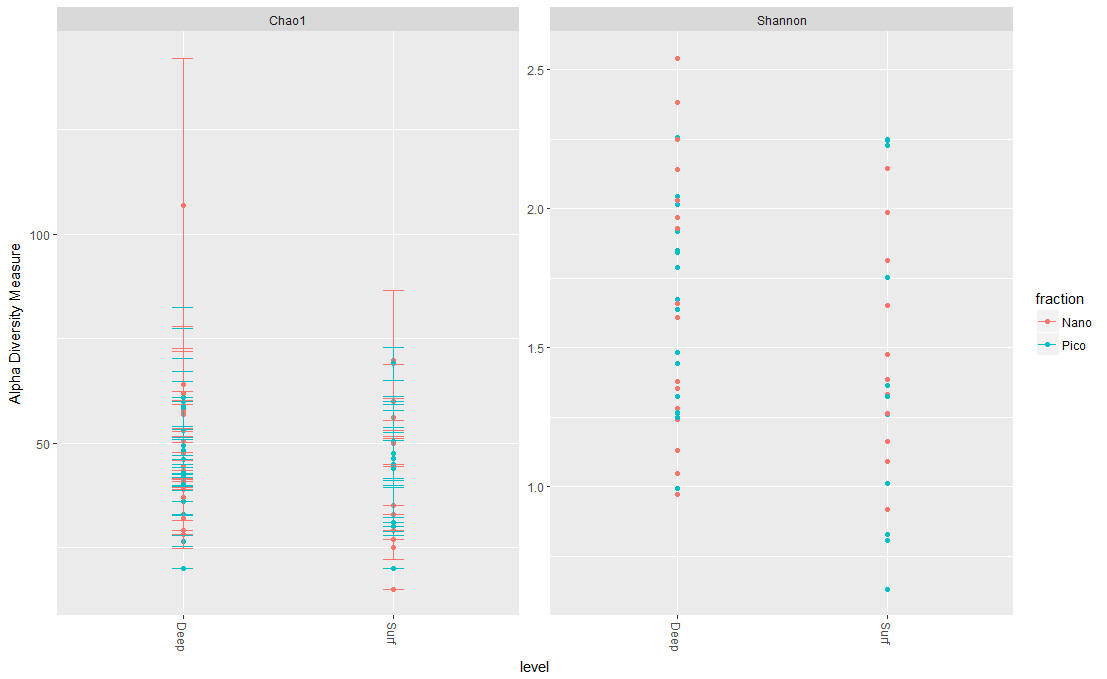 Chao1
Shannon
Alpha Diversity Measure
100
50
2.5
2.0
1.5
1.0
Deep
Surf
Deep
Surf
level
fraction
Nano
Pico